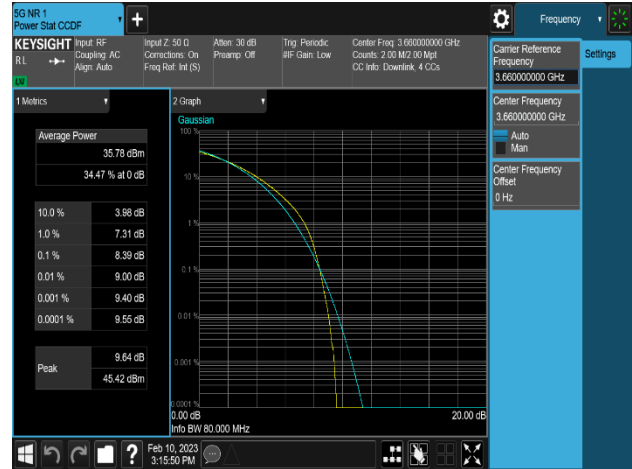 5G NR 1
Power Stat CCDF
Frequency
KEYSIGHT
RL
LW
Input: RF
Coupling: AC
Align: Auto
Input Z: 50 Ω
Corrections: On
Freq Ref: Int (S)
Atten: 30 dB
Preamp: Off
Trig: Periodic
#IF Gain: Low
Center Freq: 3.660000000 GHz
Counts: 2.00 M/2.00 Mpt
CC Info: Downlink, 4 CCs
1 Metrics
Average Power
35.78 dBm
34.47 % at 0 dB
10.0 % 3.98 dB
1.0 % 7.31 dB
0.1 % 8.39 dB
0.01 % 9.00 dB
0.001 % 9.40 dB
0.0001 % 9.55 dB
Peak
9.64 dB
45.42 dBm
2 Graph
Gaussian
100 %
10 %
1 %
0.1 %
0.01 %
0.001 %
0.0001 %
0.00 dB 20.00 dB
Info BW 80.000 MHz
Carrier Reference
Frequency
3.660000000 GHz
Center Frequency
3.660000000 GHz
Auto
Man
Center Frequency
Offset
0 Hz
Settings
?
Feb 10, 2023
3:15:50 PM